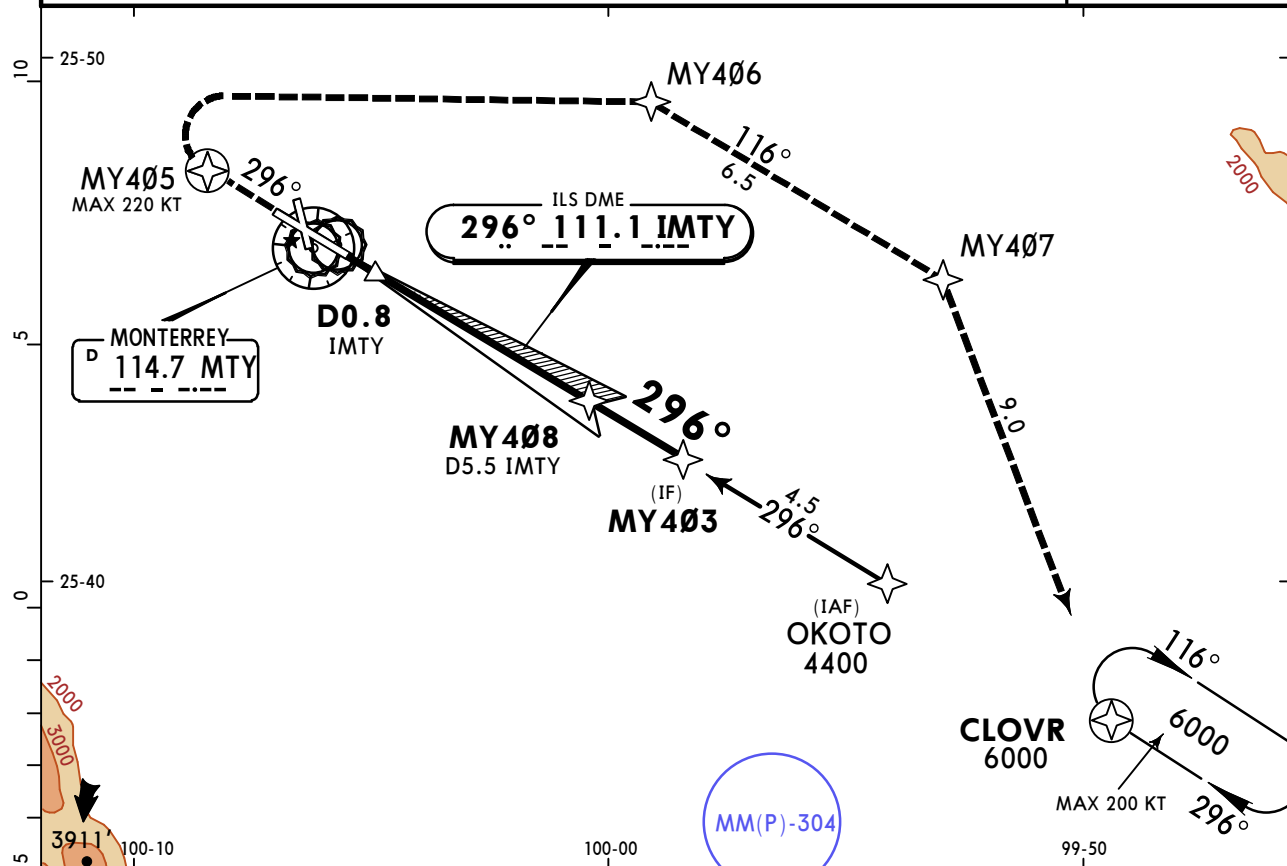 10
25-50
MY4Ø6
116°
6.5
MY4Ø5
MAX 220 KT
296°
2000
ILS DME
296° 111.1 IMTY
MY4Ø7
D0.8
IMTY
5
MONTERREY
D 114.7 MTY
296°
9.0
MY4Ø8
D5.5 IMTY
(IF)
MY4Ø3
4.5
296°
25-40
0
(IAF)
OKOTO
4400
116°
2000
3000
6000
CLOVR
6000
MAX 200 KT
296°
MM(P)-304
3911'
5
100-10
100-00
99-50